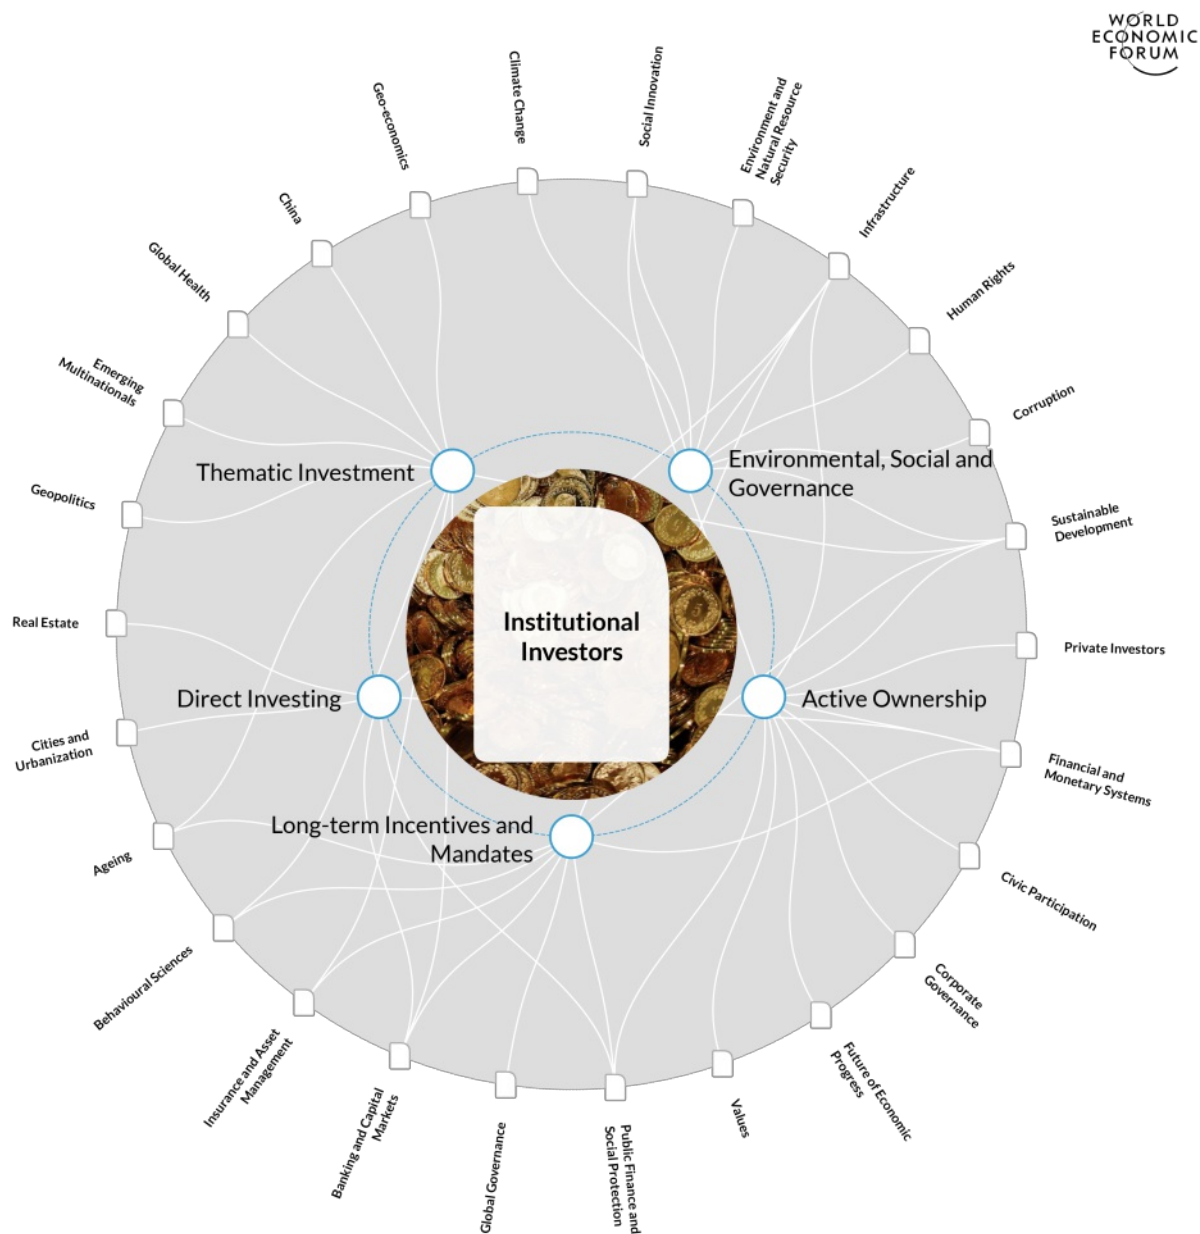 WORLD
ECONOMIC
FORUM
Climate Change
Social Innovation
Environment and
Natural Resource
Security
Infrastructure
Human Rights
Corruption
Sustainable
Development
Private Investors
Financial and
Monetary Systems
Civic Participation
Corporate
Governance
Future of Economic
Progress
Values
Public Finance and
Social Protection
Global Governance
Banking and Capital
Markets
Insurance and Asset
Management
Behavioural Sciences
Ageing
Cities and
Urbanization
Real Estate
Geopolitics
Emerging
Multinationals
Global Health
China
Geo-economics
Thematic Investment
Environmental, Social and
Governance
Institutional
Investors
Direct Investing
Active Ownership
Long-term Incentives and
Mandates